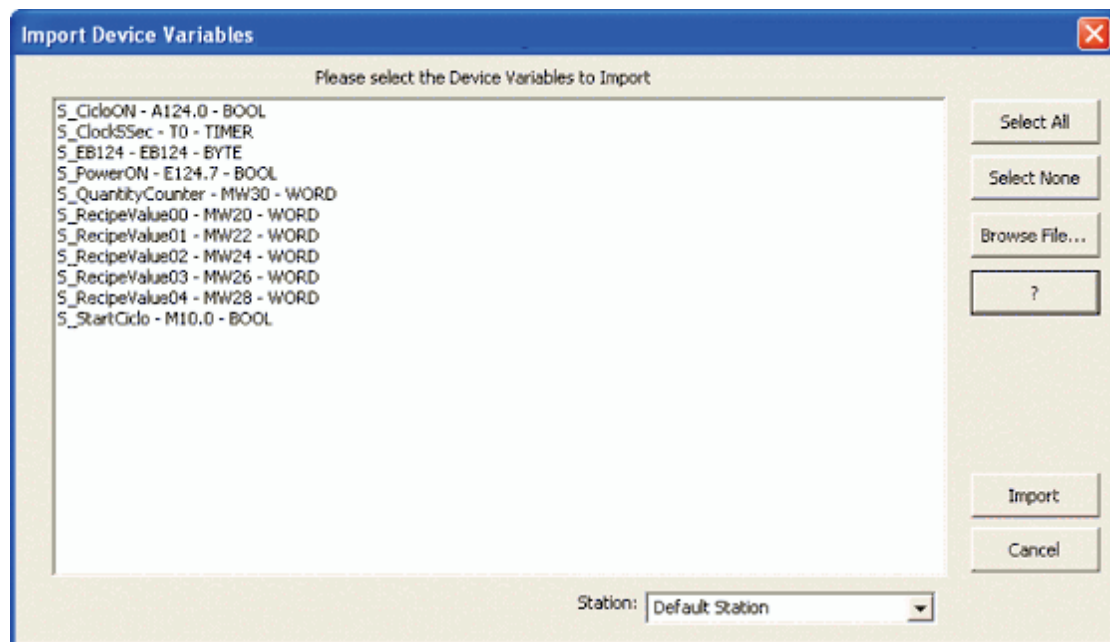 Import Device Variables
Please select the Device Variables to Import
S_CicloON - A124.0 - BOOL
S_Clock5Sec - T0 - TIMER
S_EB124 - EB124 - BYTE
S_PowerON - E124.7 - BOOL
S_QuantityCounter - MW30 - WORD
S_RecipeValue00 - MW20 - WORD
S_RecipeValue01 - MW22 - WORD
S_RecipeValue02 - MW24 - WORD
S_RecipeValue03 - MW26 - WORD
S_RecipeValue04 - MW28 - WORD
S_StartCiclo - M10.0 - BOOL
Select All
Select None
Browse File...
?
Import
Cancel
Station: Default Station